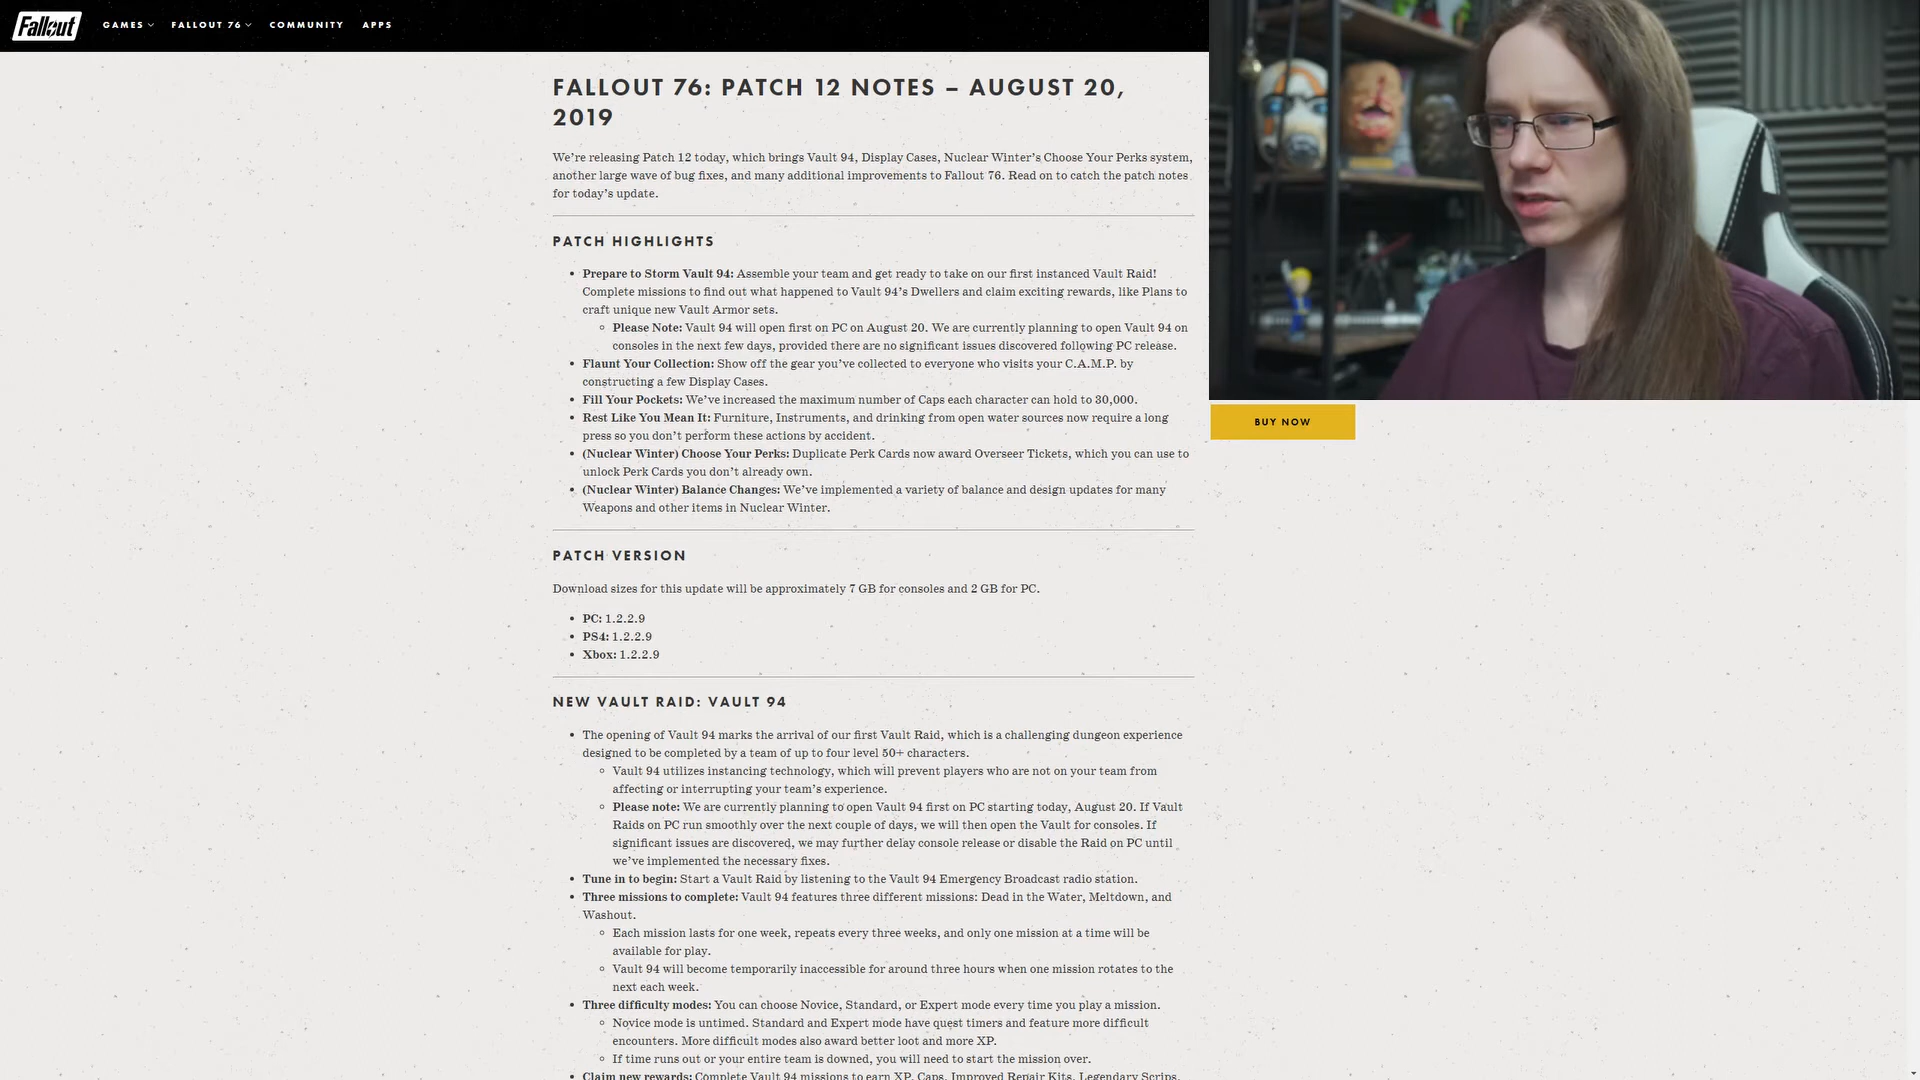 Fallout
GAMES
FALLOUT 76
COMMUNITY
APPS
FALLOUT 76: PATCH 12 NOTES – AUGUST 20,
2019
We're releasing Patch 12 today, which brings Vault 94, Display Cases, Nuclear Winter's Choose Your Perks system,
another large wave of bug fixes, and many additional improvements to Fallout 76. Read on to catch the patch notes
for today's update.
PATCH HIGHLIGHTS
• Prepare to Storm Vault 94: Assemble your team and get ready to take on our first instanced Vault Raid!
Complete missions to find out what happened to Vault 94's Dwellers and claim exciting rewards, like Plans to
craft unique new Vault Armor sets.
◦ Please Note: Vault 94 will open first on PC on August 20. We are currently planning to open Vault 94 on
consoles in the next few days, provided there are no significant issues discovered following PC release.
• Flaunt Your Collection: Show off the gear you've collected to everyone who visits your C.A.M.P. by
constructing a few Display Cases.
• Fill Your Pockets: We've increased the maximum number of Caps each character can hold to 30,000.
• Rest Like You Mean It: Furniture, Instruments, and drinking from open water sources now require a long
press so you don't perform these actions by accident.
• (Nuclear Winter) Choose Your Perks: Duplicate Perk Cards now award Overseer Tickets, which you can use to
unlock Perk Cards you don't already own.
• (Nuclear Winter) Balance Changes: We've implemented a variety of balance and design updates for many
Weapons and other items in Nuclear Winter.
BUY NOW
PATCH VERSION
Download sizes for this update will be approximately 7 GB for consoles and 2 GB for PC.
• PC: 1.2.2.9
• PS4: 1.2.2.9
• Xbox: 1.2.2.9
NEW VAULT RAID: VAULT 94
• The opening of Vault 94 marks the arrival of our first Vault Raid, which is a challenging dungeon experience
designed to be completed by a team of up to four level 50+ characters.
◦ Vault 94 utilizes instancing technology, which will prevent players who are not on your team from
affecting or interrupting your team's experience.
◦ Please note: We are currently planning to open Vault 94 first on PC starting today, August 20. If Vault
Raids on PC run smoothly over the next couple of days, we will then open the Vault for consoles. If
significant issues are discovered, we may further delay console release or disable the Raid on PC until
we've implemented the necessary fixes.
• Tune in to begin: Start a Vault Raid by listening to the Vault 94 Emergency Broadcast radio station.
• Three missions to complete: Vault 94 features three different missions: Dead in the Water, Meltdown, and
Washout.
◦ Each mission lasts for one week, repeats every three weeks, and only one mission at a time will be
available for play.
◦ Vault 94 will become temporarily inaccessible for around three hours when one mission rotates to the
next each week.
• Three difficulty modes: You can choose Novice, Standard, or Expert mode every time you play a mission.
◦ Novice mode is untimed. Standard and Expert mode have quest timers and feature more difficult
encounters. More difficult modes also award better loot and more XP.
◦ If time runs out or your entire team is downed, you will need to start the mission over.
• Claim new rewards: Complete Vault 94 missions to earn XP, Caps, Improved Repair Kits, Legendary Scrips,